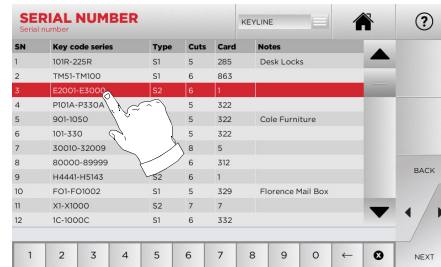 SERIAL NUMBER
Serial number
KEYLINE
?
SN Key code series Type Cuts Card Notes
1 101R-225R S1 5 285 Desk Locks
2 TM51-TM100 S1 6 863
3 E2001-E3000 S2 6 1
4 P101A-P330A 5 322
5 901-1050 5 322 Cole Furniture
6 101-330 5 322
7 30010-32009 8 5
8 80000-89999 6 312
9 H4441-H5143 S2 6 1
10 FO1-FO1002 S1 5 329 Florence Mail Box
11 X1-X1000 S2 7 7
12 1C-1000C S1 6 332
BACK
1 2 3 4 5 6 7 8 9 0 ← NEXT